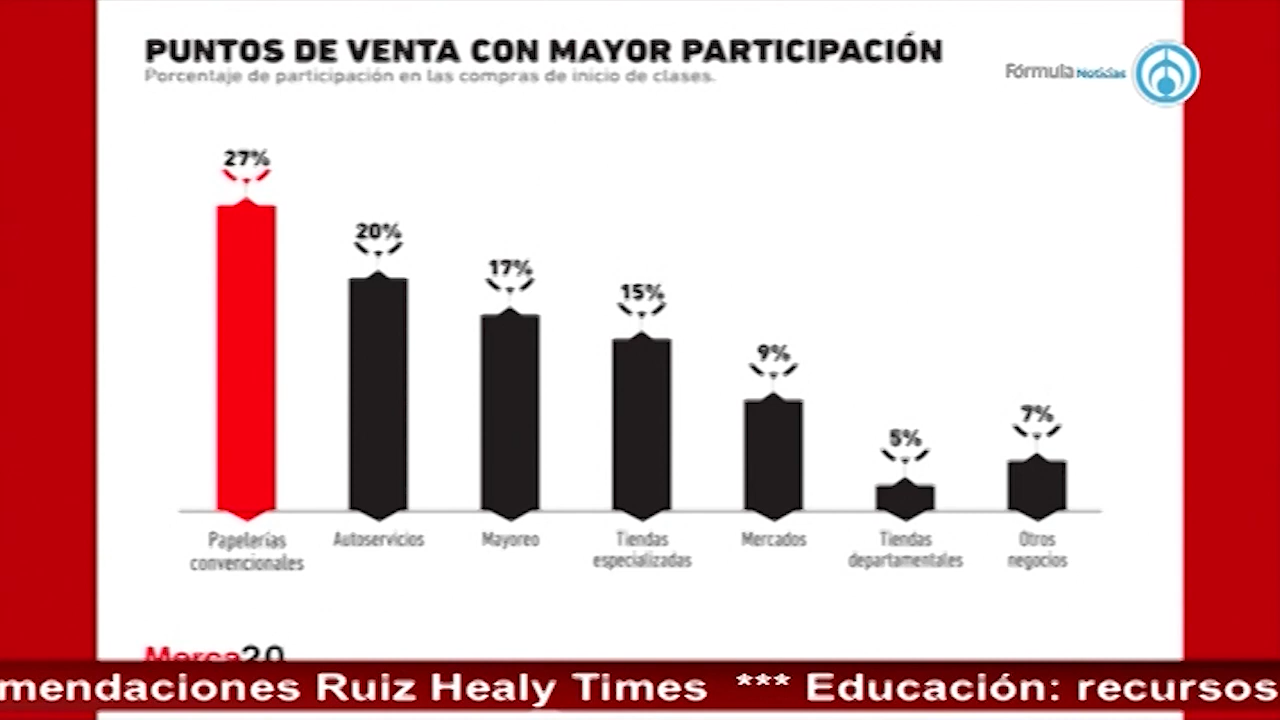 PUNTOS DE VENTA CON MAYOR PARTICIPACIÓN
Porcentaje de participación en las compras de inicio de clases.
Fórmula Noticias
27%
20%
17%
15%
9%
5%
7%
Papelerías
convencionales
Autoservicios
Mayoreo
Tiendas
especializadas
Mercados
Tiendas
departamentales
Otros
negocios
Merca2.0
mendaciones Ruiz Healy Times *** Educación: recursos